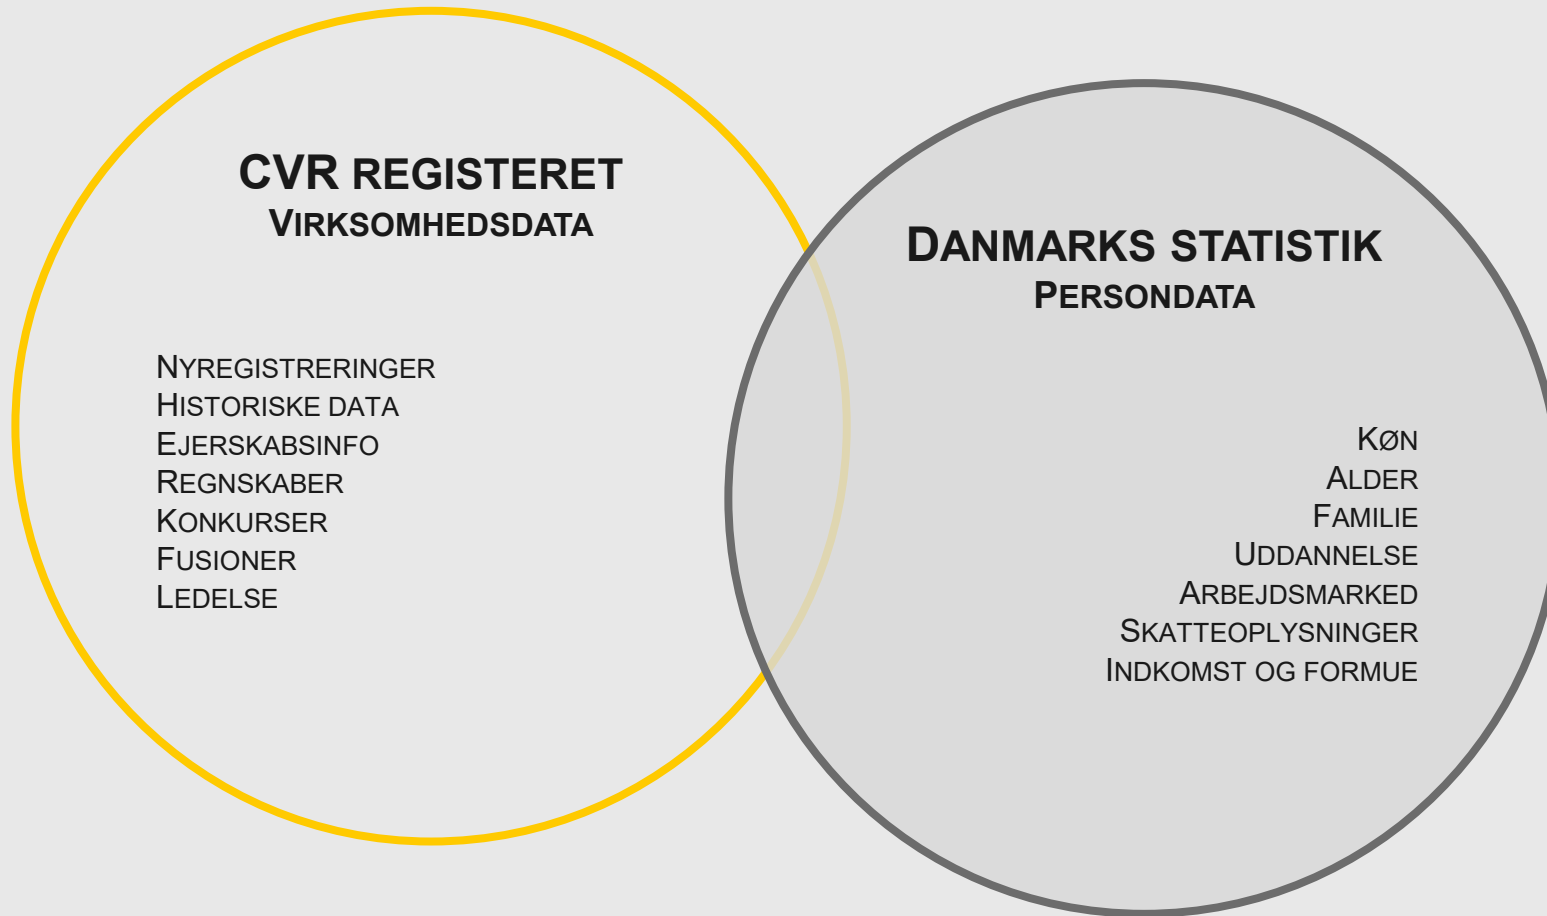 CVR REGISTERET
VIRKSOMHEDSDATA
NYREGISTRERINGER
HISTORISKE DATA
EJERSKABSINFO
REGNSKABER
KONKURSER
FUSIONER
LEDELSE
DANMARKS STATISTIK
PERSONDATA
KØN
ALDER
FAMILIE
UDDANNELSE
ARBEJDSMARKED
SKATTEOPLYSNINGER
INDKOMST OG FORMUE